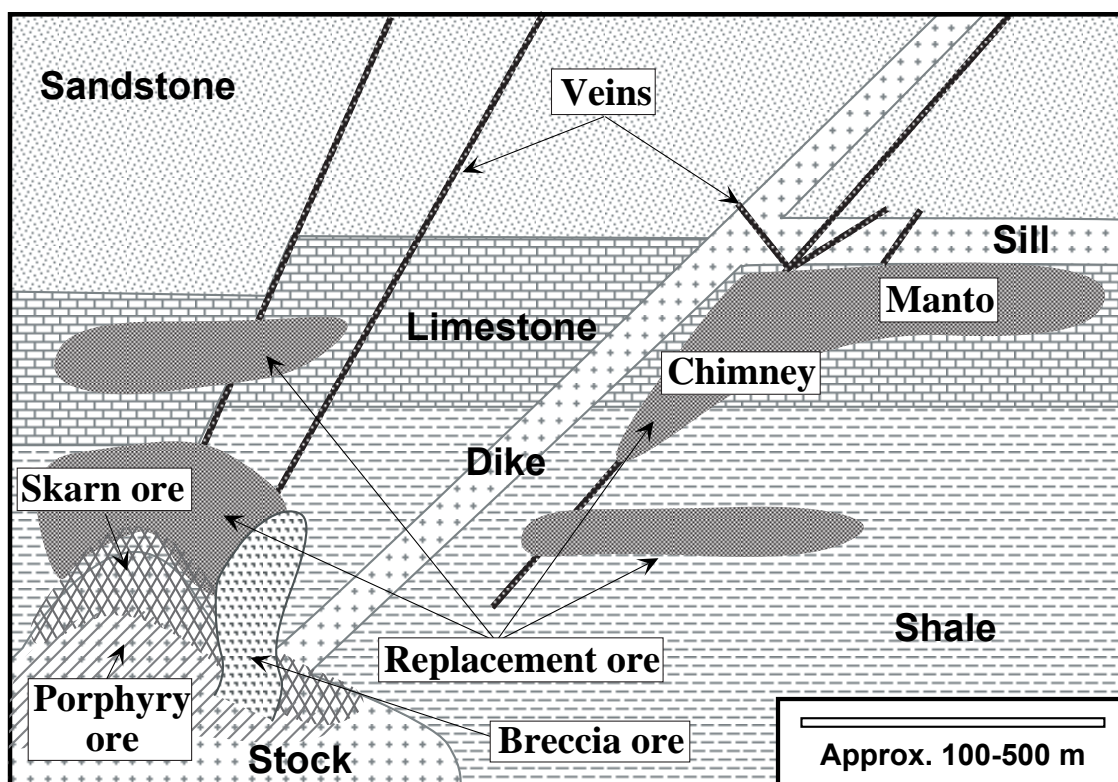 Sandstone
Veins
Sill
Manto
Limestone
Chimney
Dike
Skarn ore
Shale
Replacement ore
Porphyry
ore
Breccia ore
Stock
Approx. 100-500 m